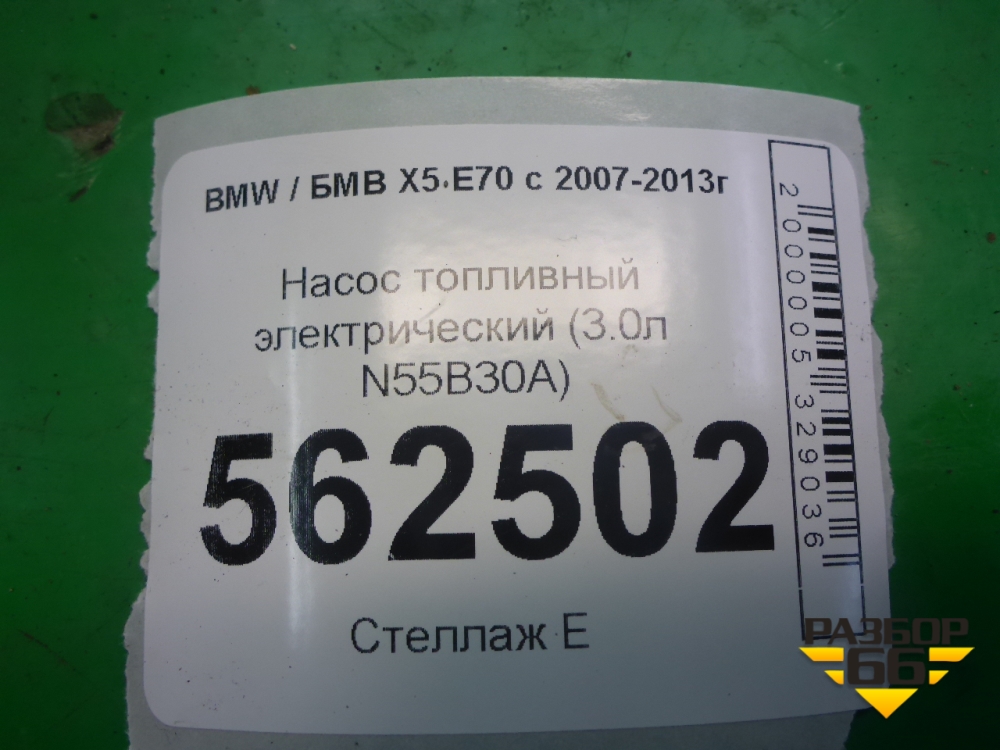 BMW / БМВ X5 E70 с 2007-2013г
Насос топливный
электрический (3.0л
N55B30A)
562502
Стеллаж Е
2000005329036
РАЗБОР
66